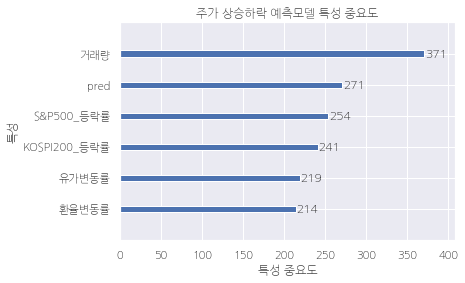 주가 상승하락 예측모델 특성 중요도
특성
거래량 371
pred 271
S&P500_등락률 254
KOSPI200_등락률 241
유가변동률 219
환율변동률 214
0 50 100 150 200 250 300 350 400
특성 중요도